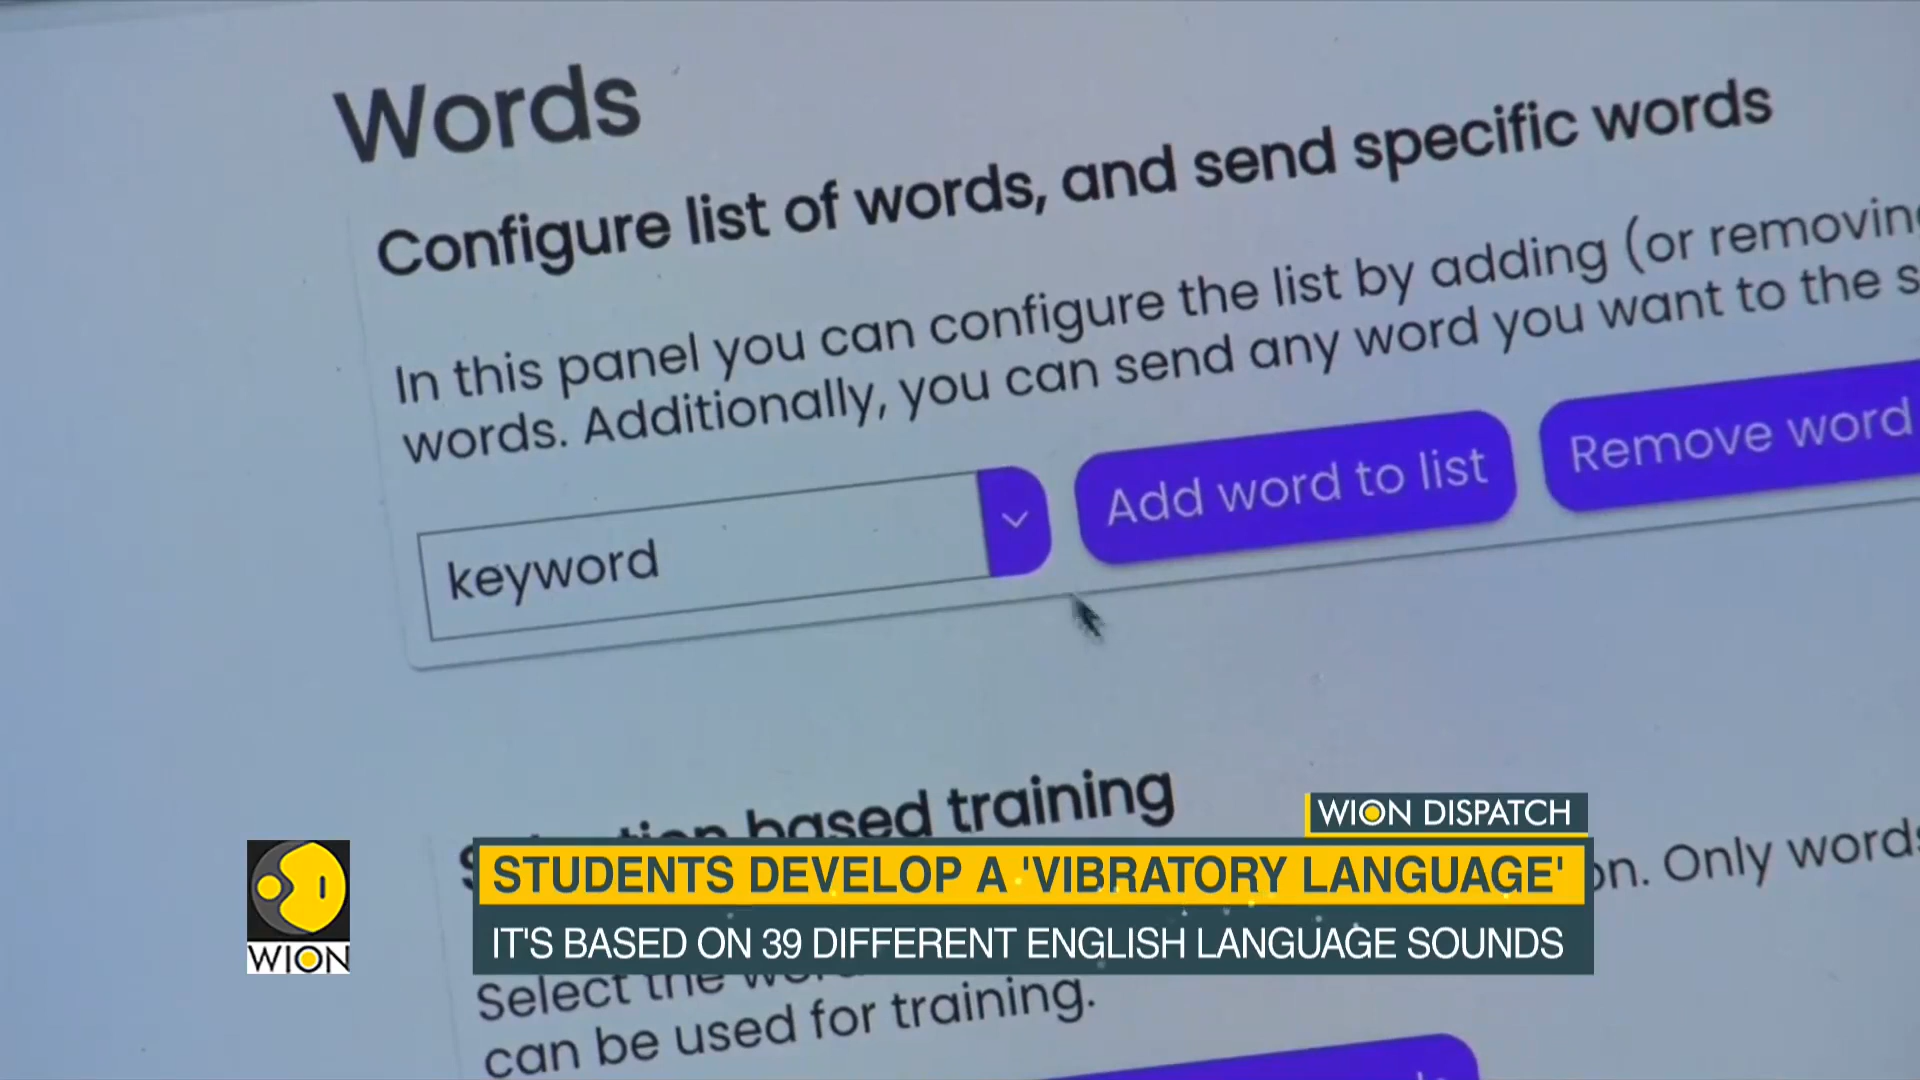 Words
Configure list of words, and send specific words
In this panel you can configure the list by adding (or removing
words. Additionally, you can send any word you want to the s
keyword
Add word to list
Remove word
based training
on. Only words
Select the
can be used for training.
WION DISPATCH
STUDENTS DEVELOP A 'VIBRATORY LANGUAGE'
IT'S BASED ON 39 DIFFERENT ENGLISH LANGUAGE SOUNDS
WION